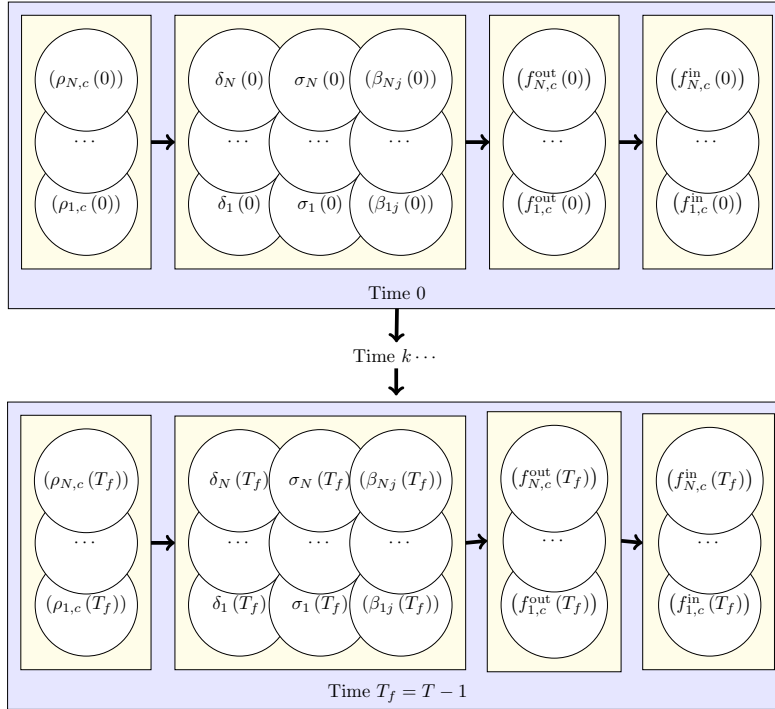 (ρ_{N,c} (0)) δ_N (0) σ_N (0) (β_{Nj} (0)) (f^{out}_{N,c} (0)) (f^{in}_{N,c} (0))
··· ··· ··· ··· ··· ···
(ρ_{1,c} (0)) δ_1 (0) σ_1 (0) (β_{1j} (0)) (f^{out}_{1,c} (0)) (f^{in}_{1,c} (0))
Time 0
Time k ···
(ρ_{N,c} (T_f)) δ_N (T_f) σ_N (T_f) (β_{Nj} (T_f)) (f^{out}_{N,c} (T_f)) (f^{in}_{N,c} (T_f))
··· ··· ··· ··· ··· ···
(ρ_{1,c} (T_f)) δ_1 (T_f) σ_1 (T_f) (β_{1j} (T_f)) (f^{out}_{1,c} (T_f)) (f^{in}_{1,c} (T_f))
Time T_f = T − 1